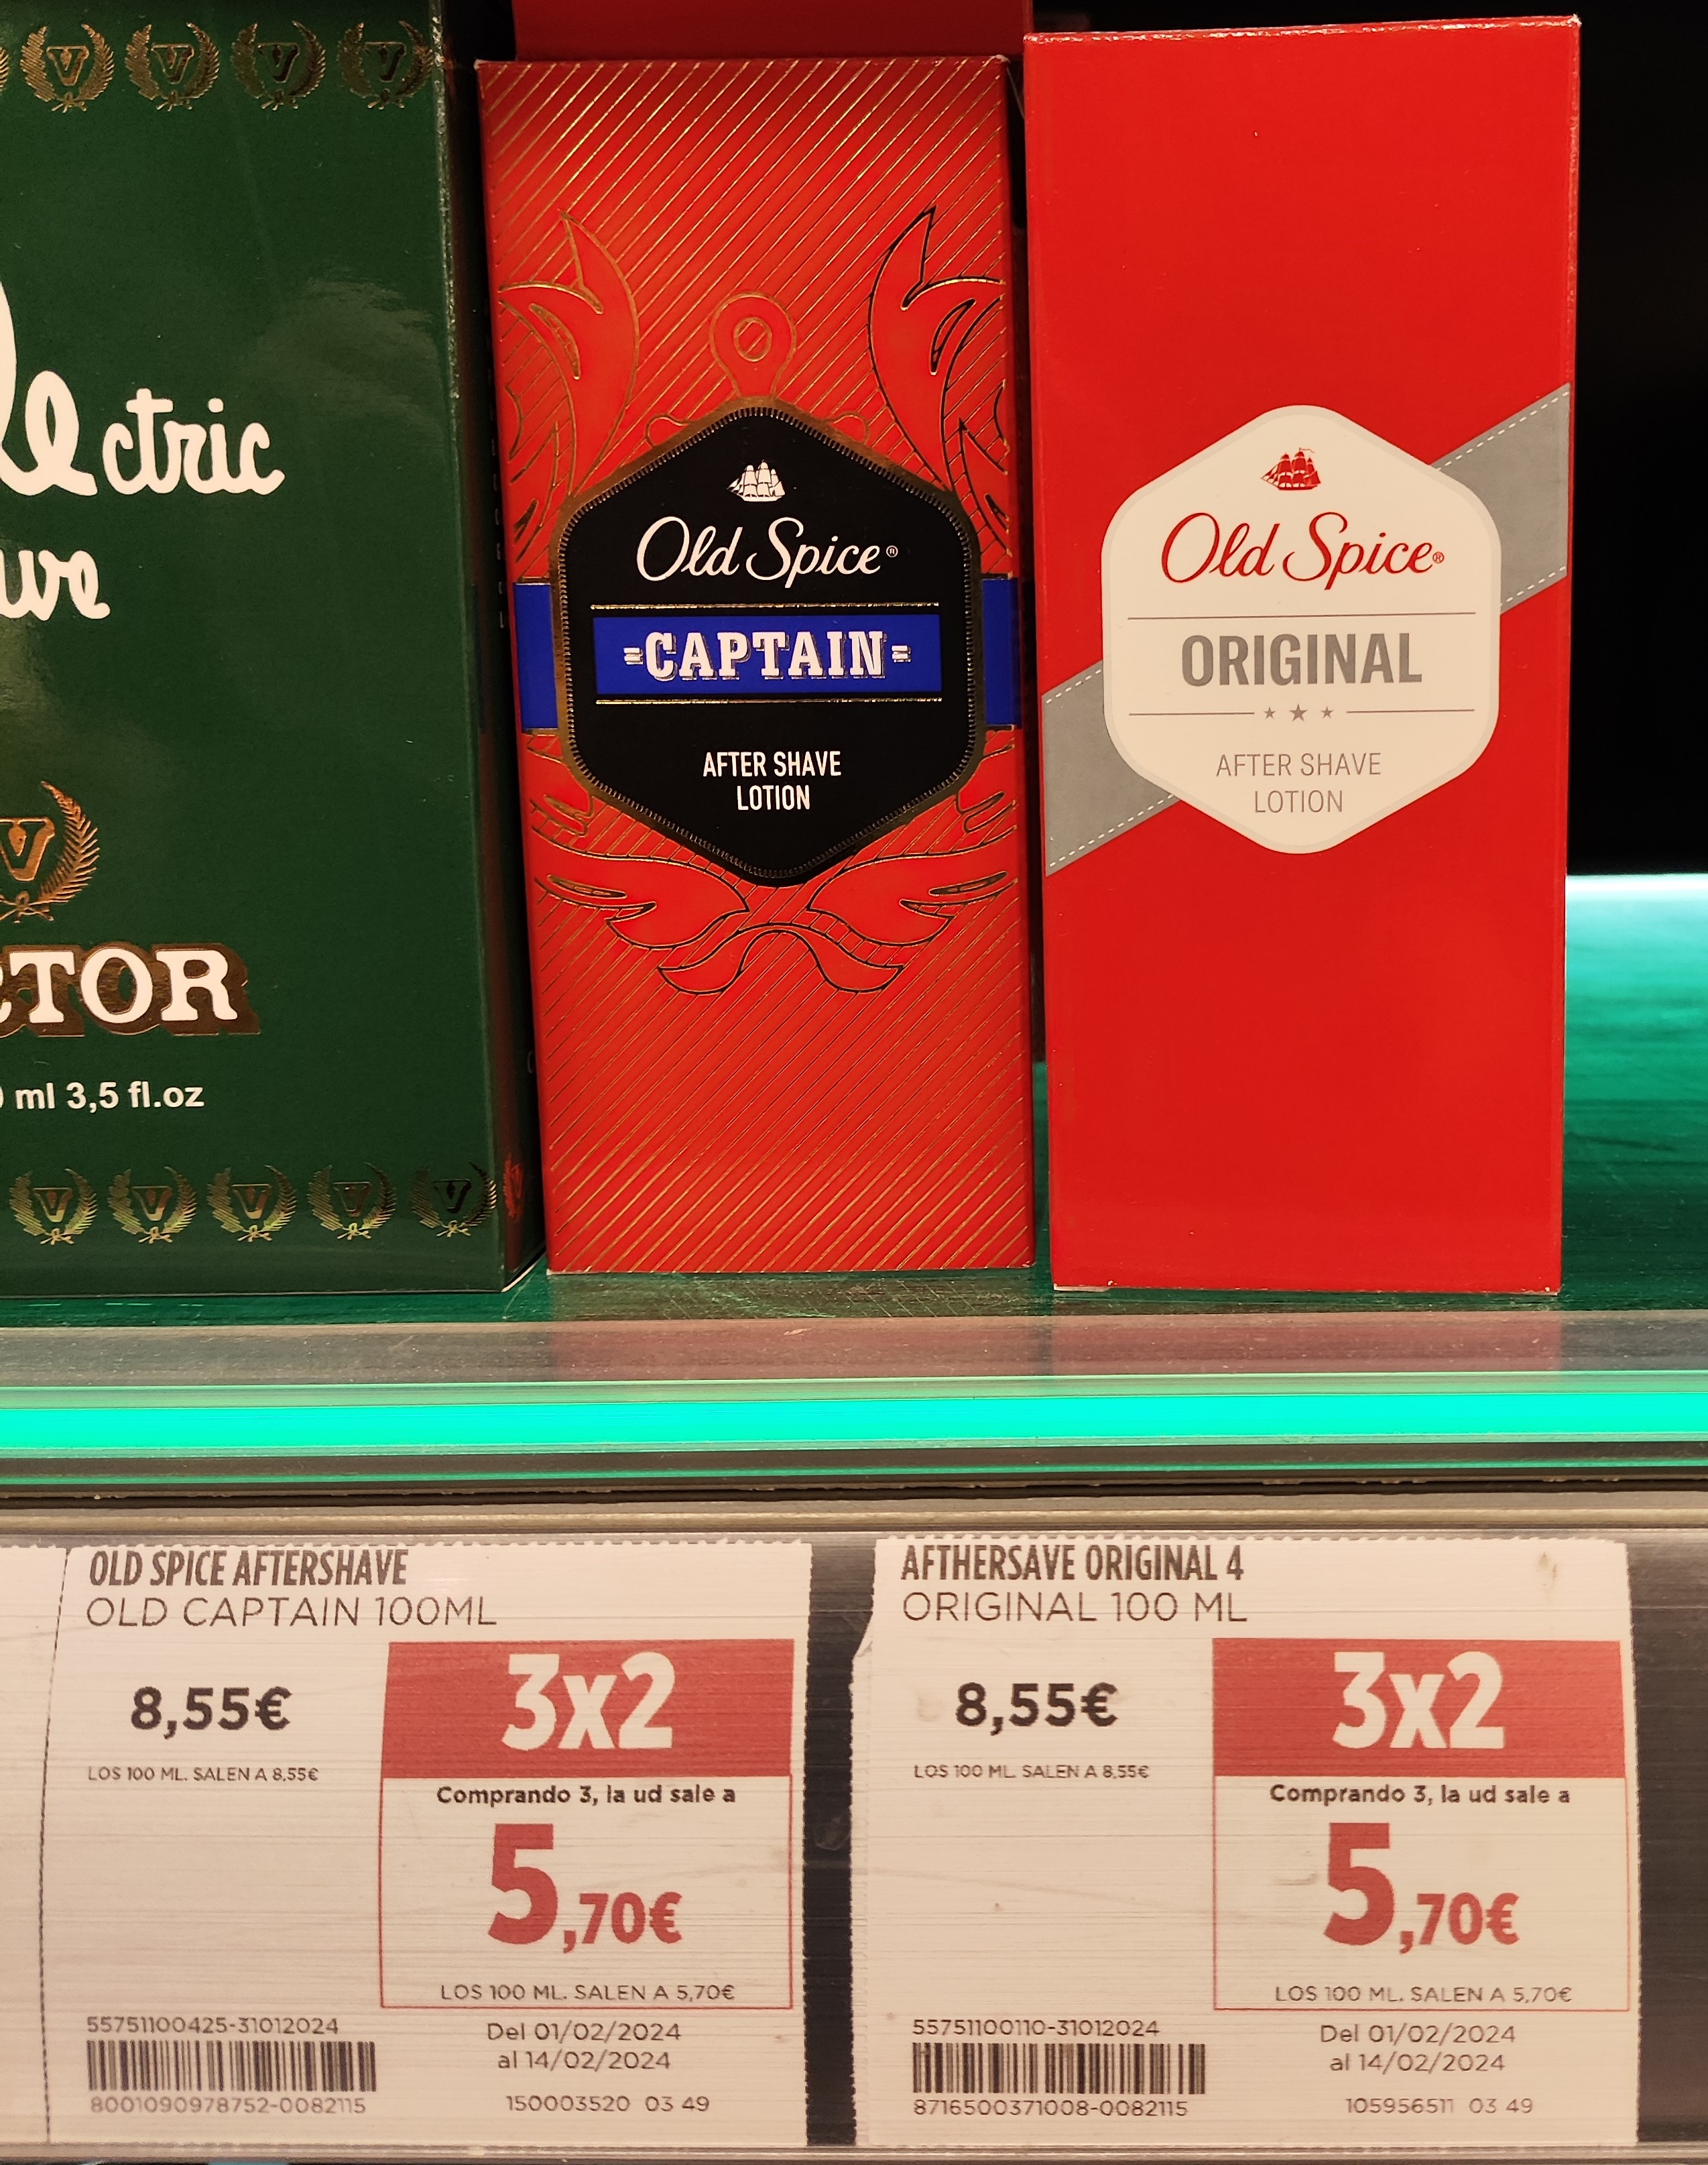 ctric
V
3,5 fl.oz
Old Spice®
=CAPTAIN=
AFTER SHAVE
LOTION
Old Spice®
ORIGINAL
AFTER SHAVE
LOTION
OLD SPICE AFTERSHAVE
OLD CAPTAIN 100ML
8,55€
LOS 100 ML. SALEN A 8,55€
3x2
Comprando 3, la ud sale a
5,70€
LOS 100 ML. SALEN A 5,70€
55751100425-31012024
Del 01/02/2024
al 14/02/2024
8001090978752-0082115
150003520 03 49
AFTHERSAVE ORIGINAL 4
ORIGINAL 100 ML
8,55€
LOS 100 ML. SALEN A 8,55€
3x2
Comprando 3, la ud sale a
5,70€
LOS 100 ML. SALEN A 5,70€
55751100110-31012024
Del 01/02/2024
al 14/02/2024
8716500371008-0082115
105956511 03 49